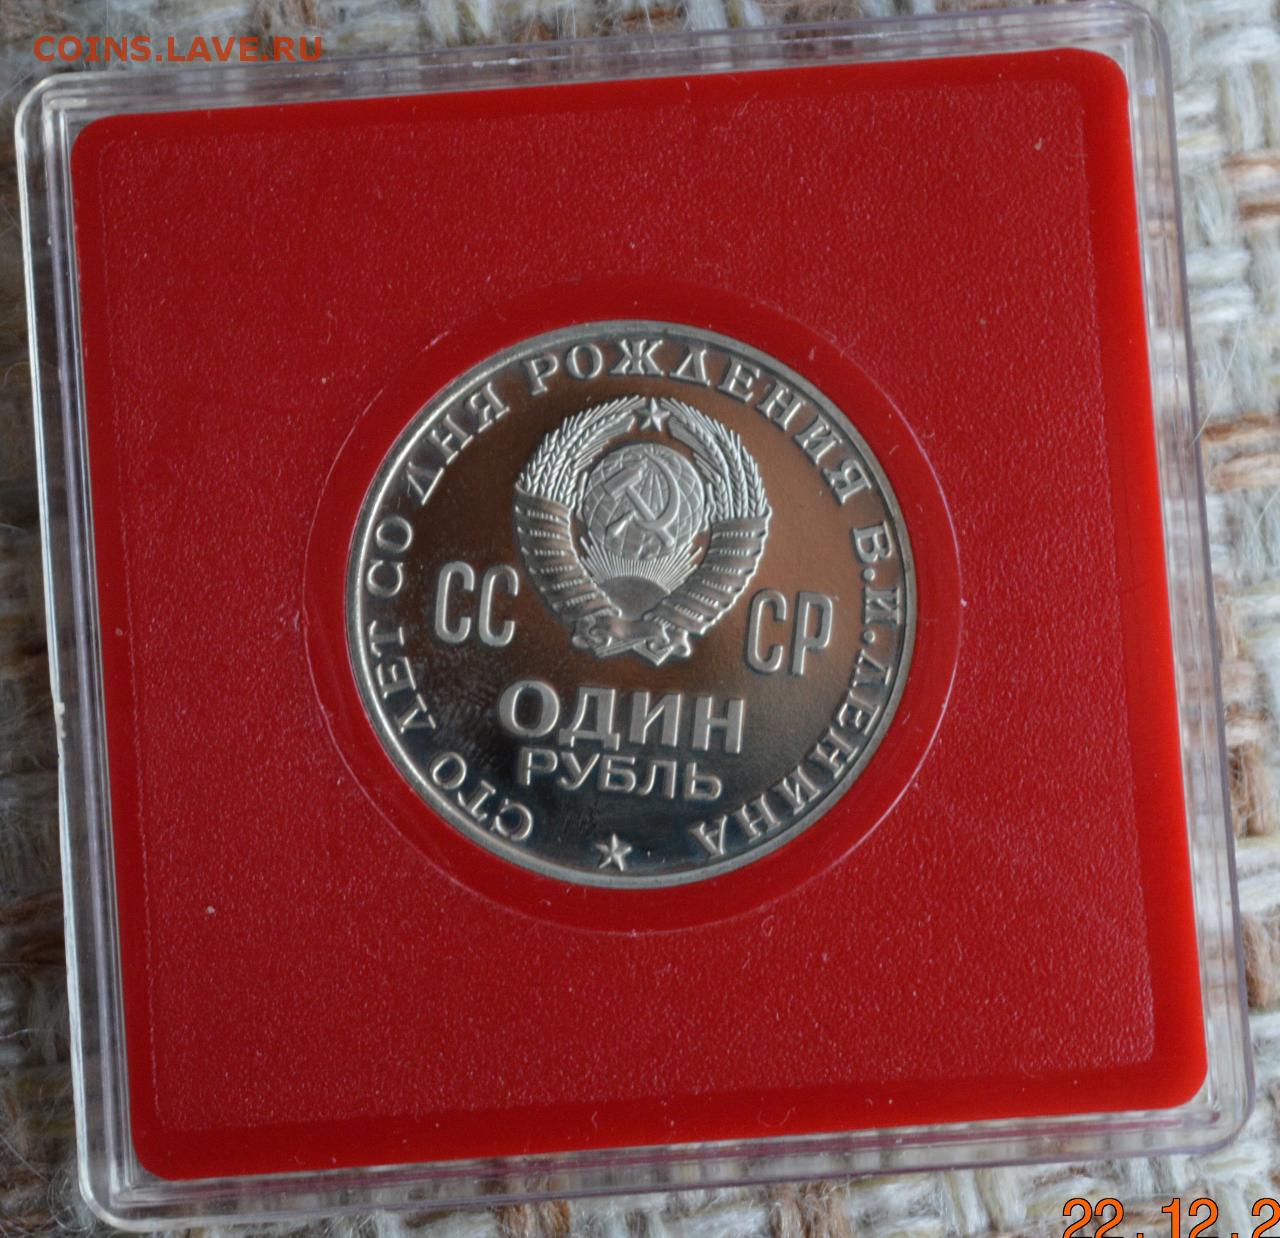 COINS.LAVE.RU
СТО ЛЕТ СО ДНЯ РОЖДЕНИЯ В.И.ЛЕНИНА
СС СР
ОДИН
РУБЛЬ
22.12.2